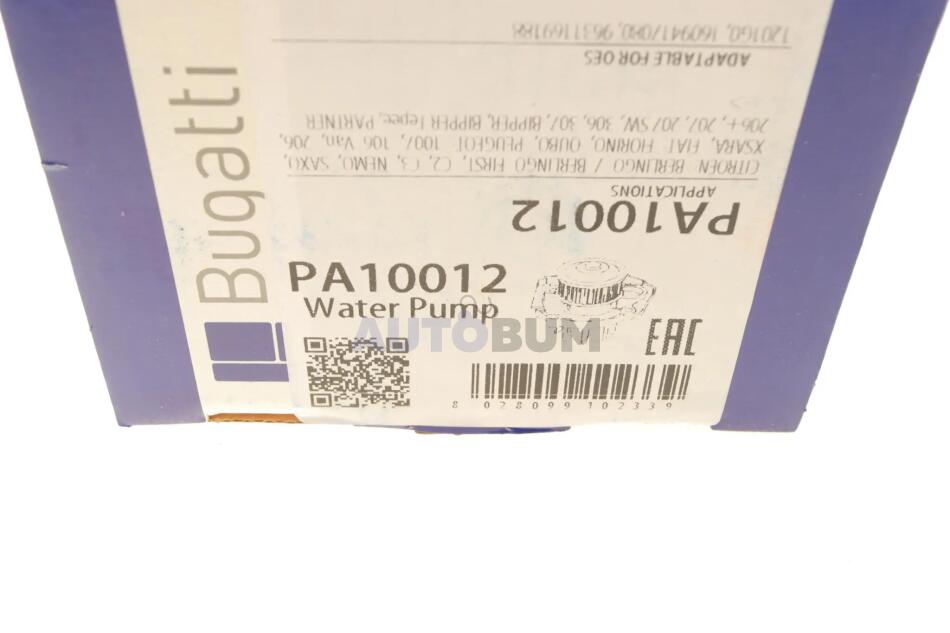 Bugatti
PA10012
Water Pump
AUTOBUM
EAC
8 028099 102339
PA10012
APPLICATIONS
CITROEN: BERLINGO / BERLINGO FIRST, C2, C3, NEMO, SAXO,
XSARA, FIAT: FIORINO, QUBO, PEUGEOT: 1007, 106 Van, 206,
206+, 207, 207 SW, 306, 307, BIPPER, BIPPER Tepee, PARTNER
ADAPTABLE FOR OES
1201G0, 1609417080, 9631169188